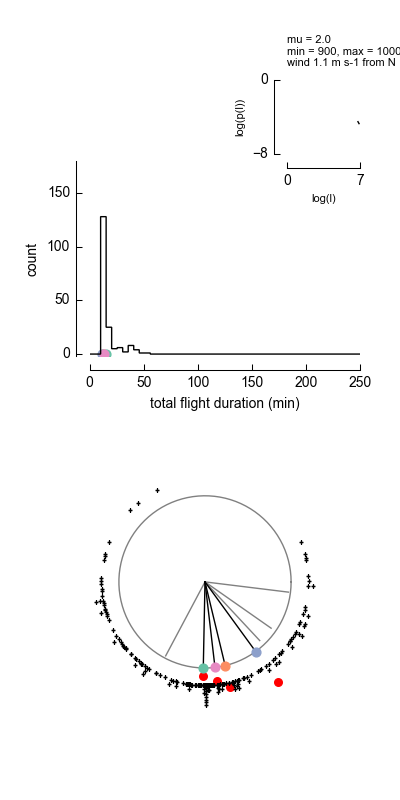 mu = 2.0
min = 900, max = 1000
wind 1.1 m s-1 from N
0
log(p(l))
−8
0 7
log(l)
150
100
50
0
count
0 50 100 150 200 250
total flight duration (min)